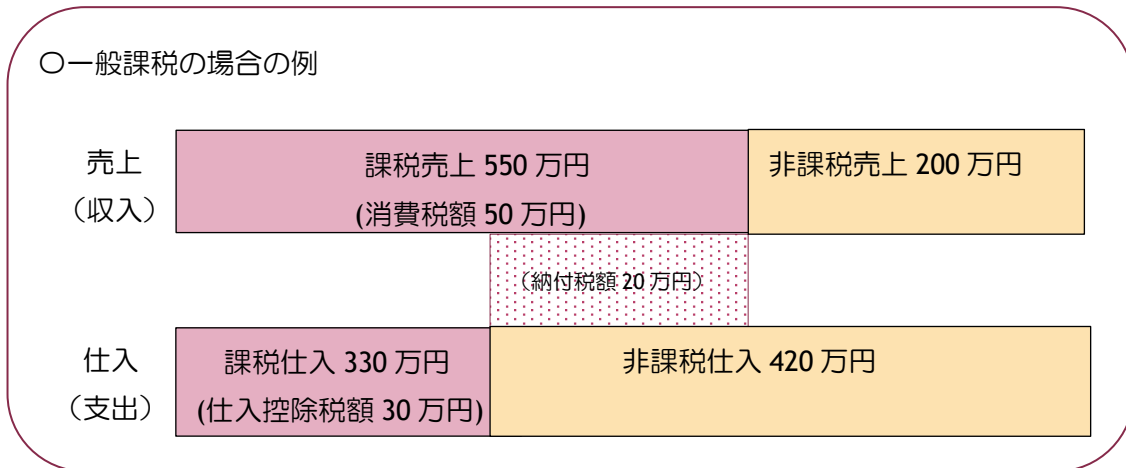 〇一般課税の場合の例
売上
(収入)
課税売上 550 万円
(消費税額 50 万円)
非課税売上 200 万円
(納付税額 20 万円)
仕入
(支出)
課税仕入 330 万円
(仕入控除税額 30 万円)
非課税仕入 420 万円